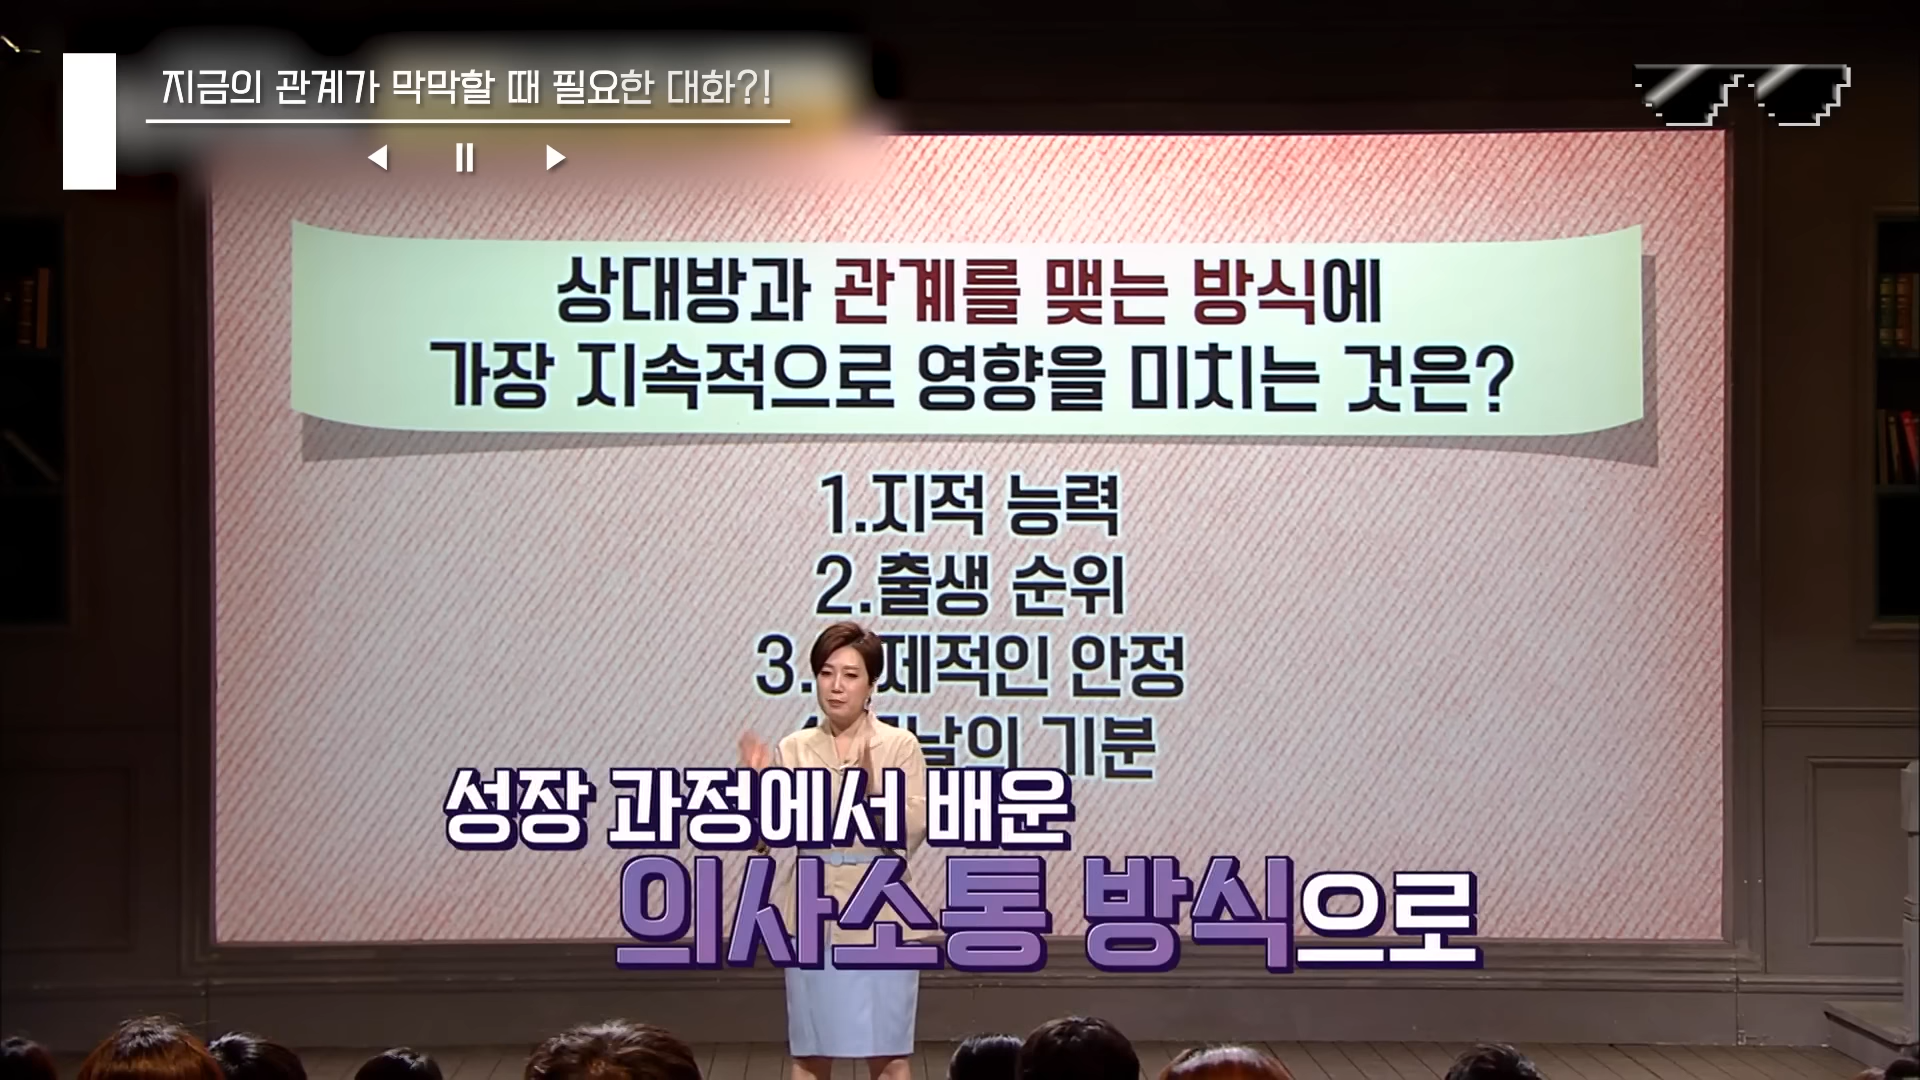 지금의 관계가 막막할 때 필요한 대화?!
상대방과 관계를 맺는 방식에
가장 지속적으로 영향을 미치는 것은?
1.지적 능력
2.출생 순위
3. 제적인 안정
기분
성장 과정에서 배운
의사소통 방식으로